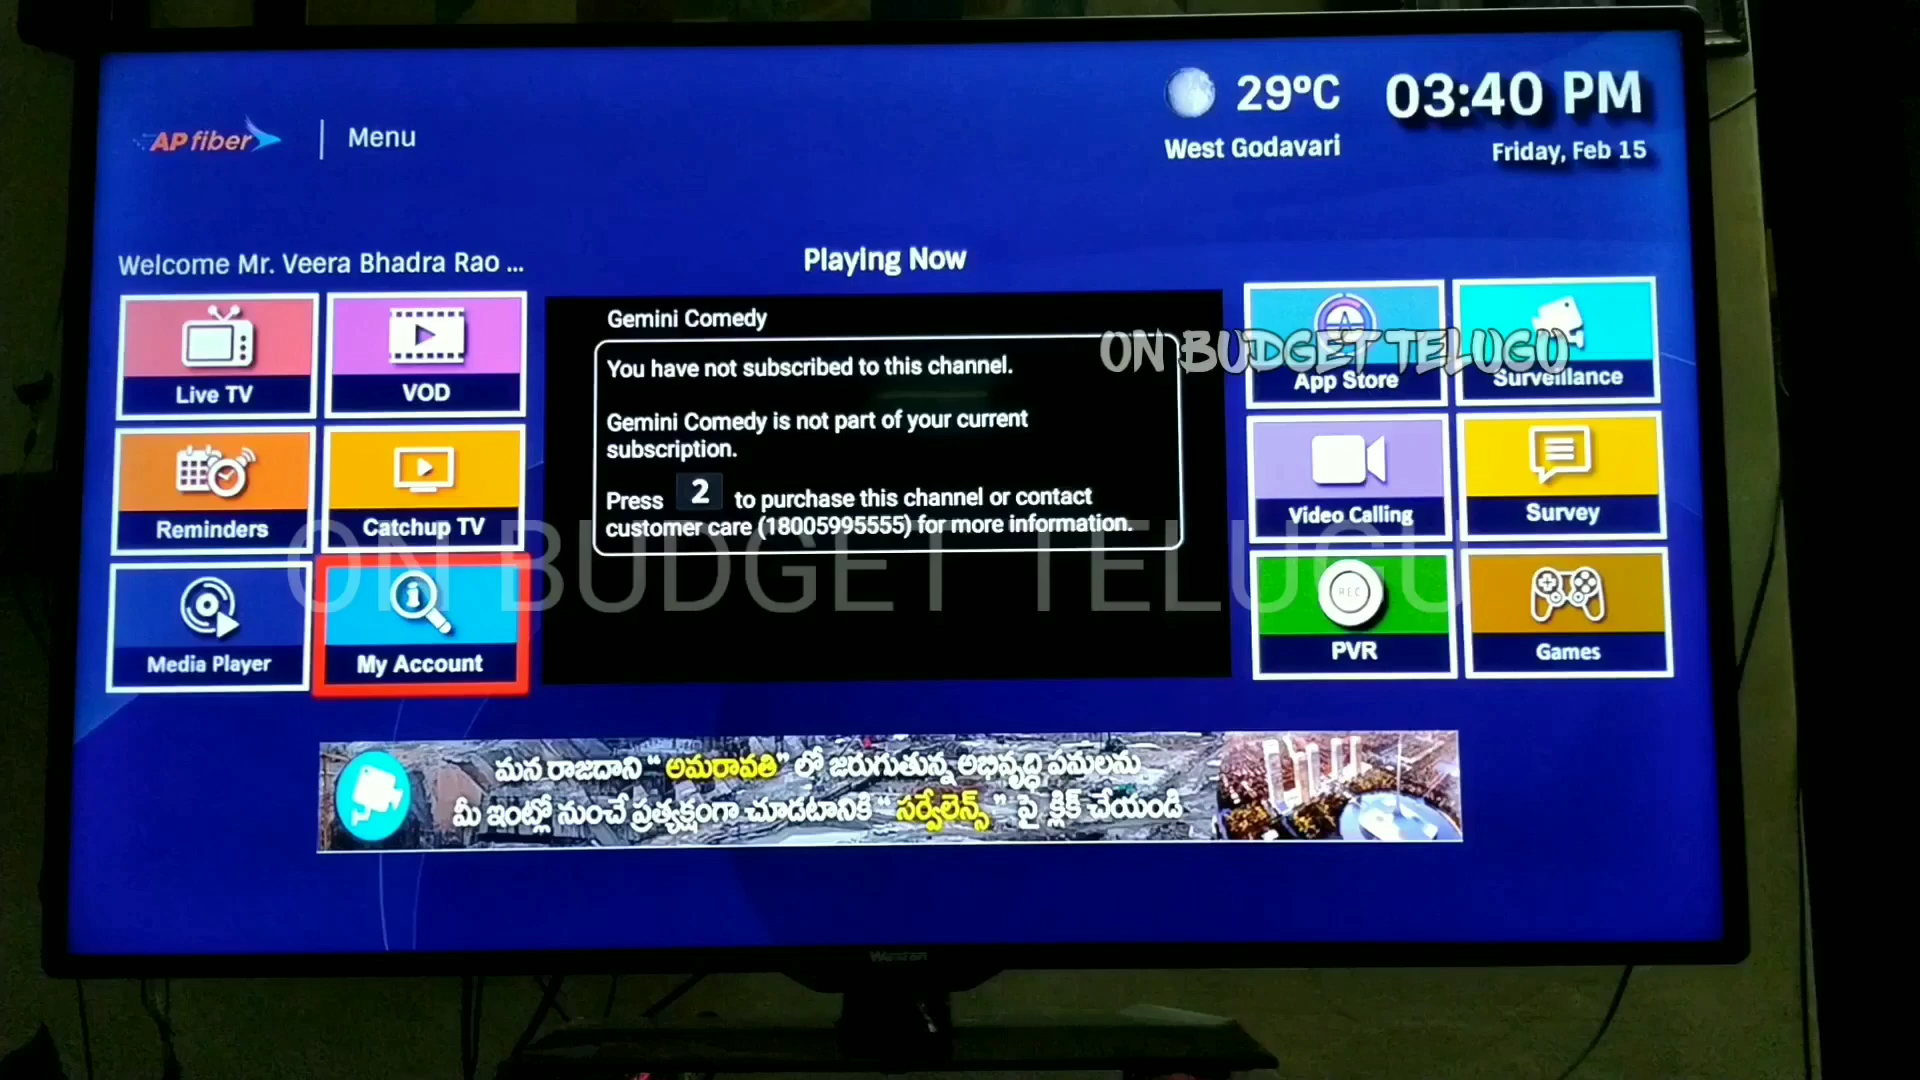 AP fiber
Menu
29ºC
West Godavari
03:40 PM
Friday, Feb 15
Welcome Mr. Veera Bhadra Rao ...
Live TV
VOD
Reminders
Catchup TV
Media Player
My Account
Playing Now
Gemini Comedy
You have not subscribed to this channel.
Gemini Comedy is not part of your current
subscription.
Press 2 to purchase this channel or contact
customer care (18005995555) for more information.
ON BUDGET TELUGU
App Store
Surveillance
Video Calling
Survey
REC
PVR
Games
ON BUDGET TELUGU
మన రాజదాని “ అమరావతి” లో జరుగుతున్న అభివృద్ధి పనులను
మీ ఇంట్లో నుంచే ప్రత్యక్షంగా చూడటానికి “ సర్వేలెన్స్ ” పై క్లిక్ చేయండి
Weston